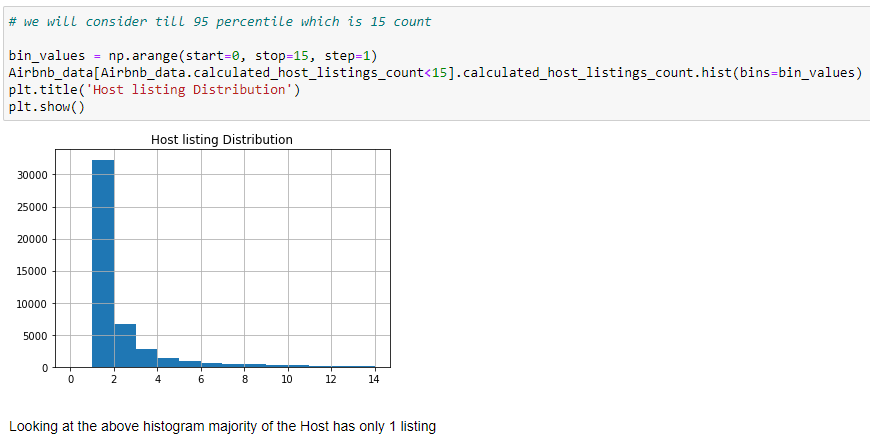 # we will consider till 95 percentile which is 15 count
bin_values = np.arange(start=0, stop=15, step=1)
Airbnb_data[Airbnb_data.calculated_host_listings_count<15].calculated_host_listings_count.hist(bins=bin_values)
plt.title('Host listing Distribution')
plt.show()
Host listing Distribution
30000
25000
20000
15000
10000
5000
0
0 2 4 6 8 10 12 14
Looking at the above histogram majority of the Host has only 1 listing